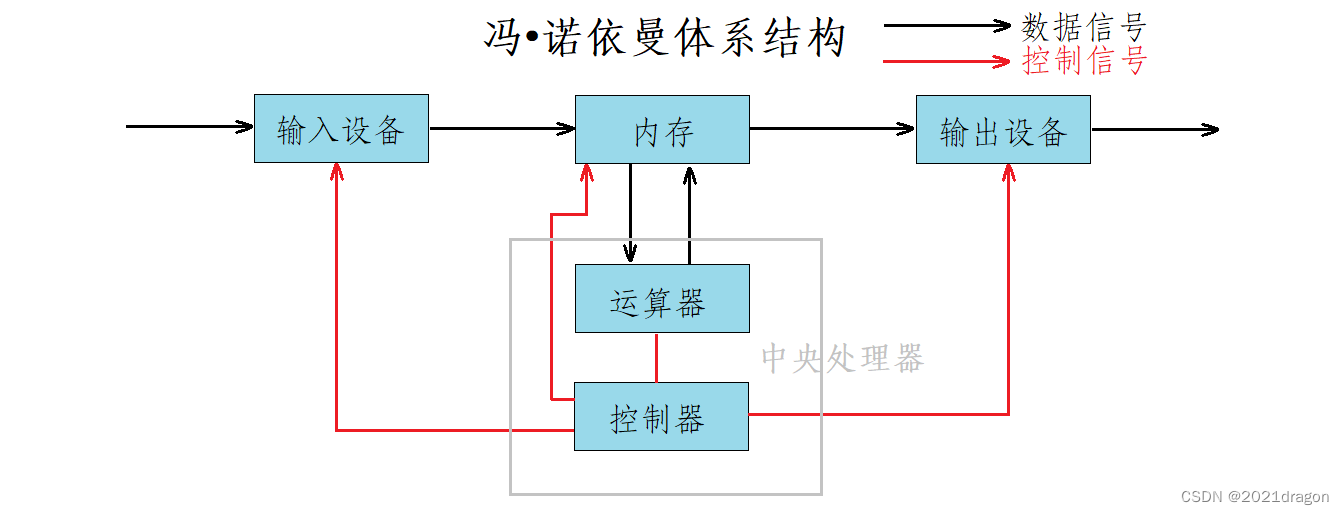 冯•诺依曼体系结构
数据信号
控制信号
输入设备
内存
输出设备
运算器
中央处理器
控制器
CSDN @2021dragon